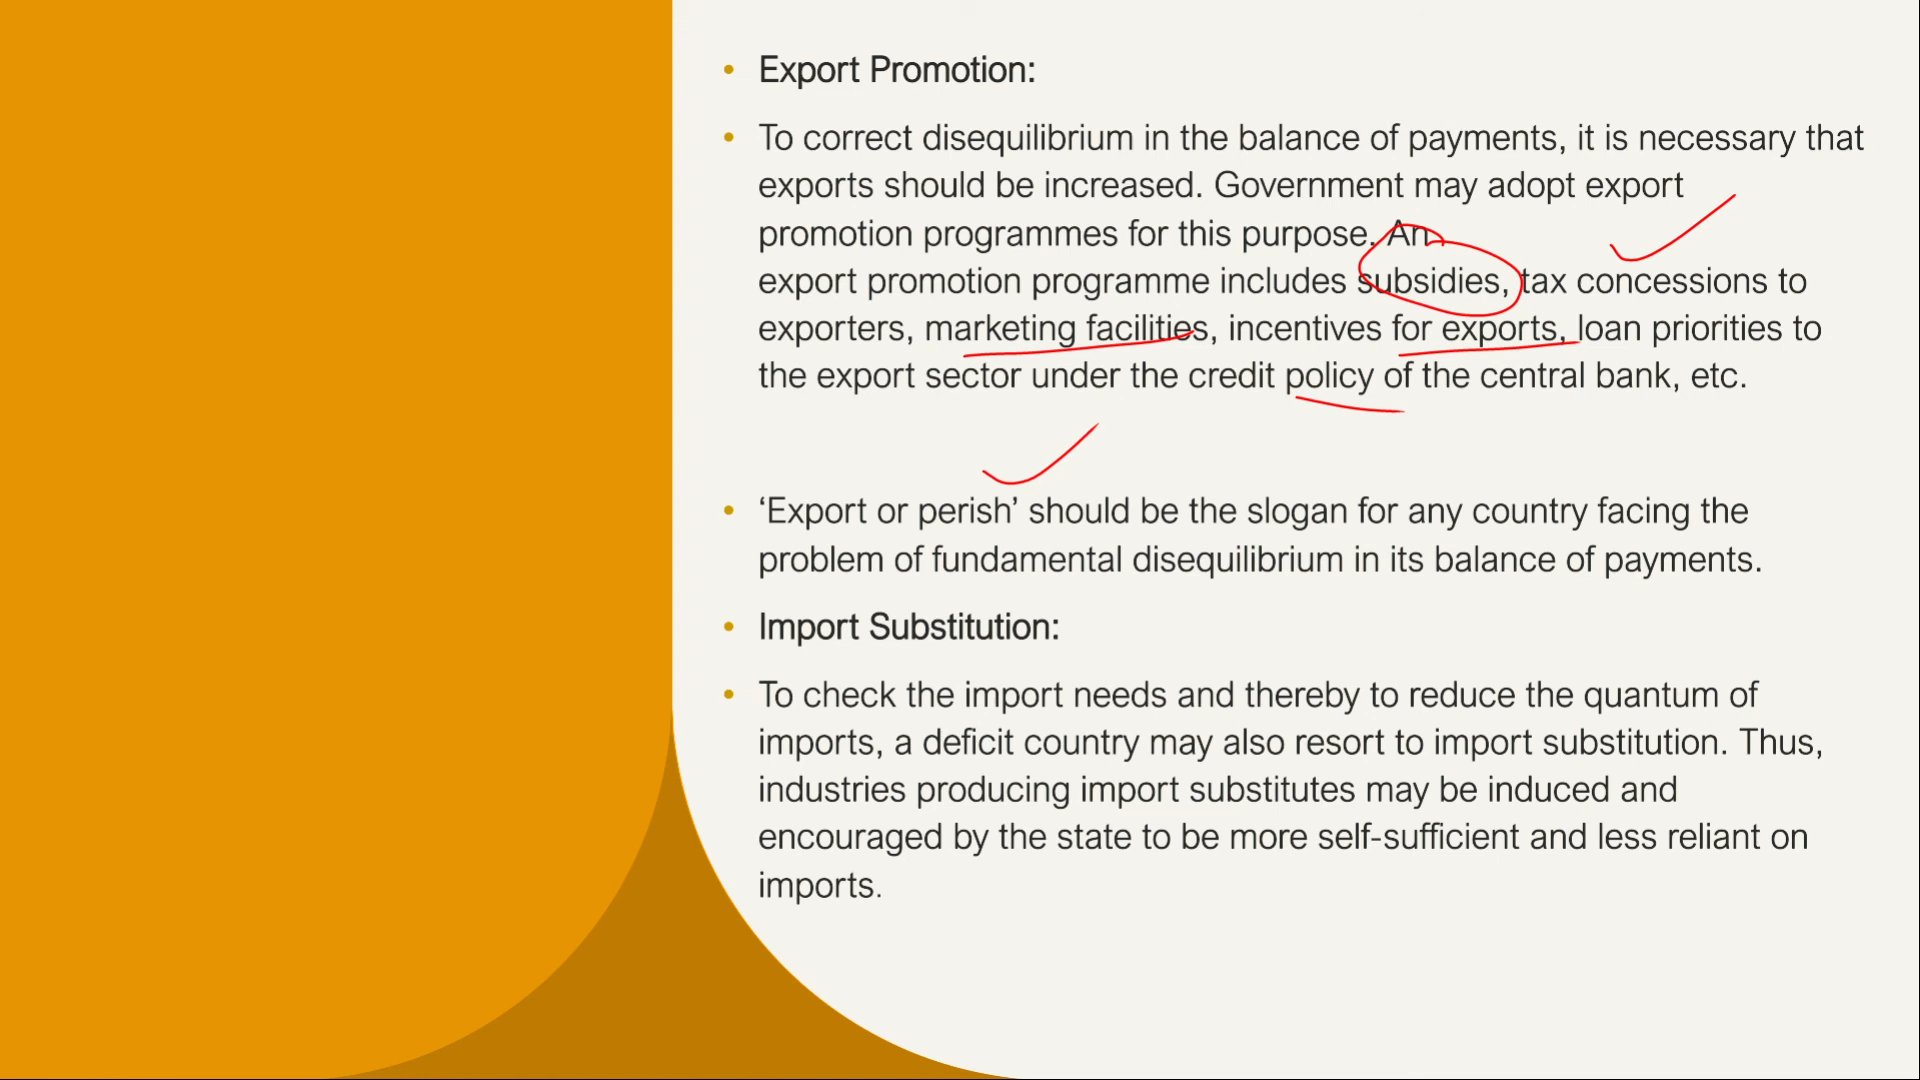 Export Promotion:
To correct disequilibrium in the balance of payments, it is necessary that
exports should be increased. Government may adopt export
promotion programmes for this purpose. An
export promotion programme includes subsidies, tax concessions to
exporters, marketing facilities, incentives for exports, loan priorities to
the export sector under the credit policy of the central bank, etc.
‘Export or perish’ should be the slogan for any country facing the
problem of fundamental disequilibrium in its balance of payments.
Import Substitution:
To check the import needs and thereby to reduce the quantum of
imports, a deficit country may also resort to import substitution. Thus,
industries producing import substitutes may be induced and
encouraged by the state to be more self-sufficient and less reliant on
imports.